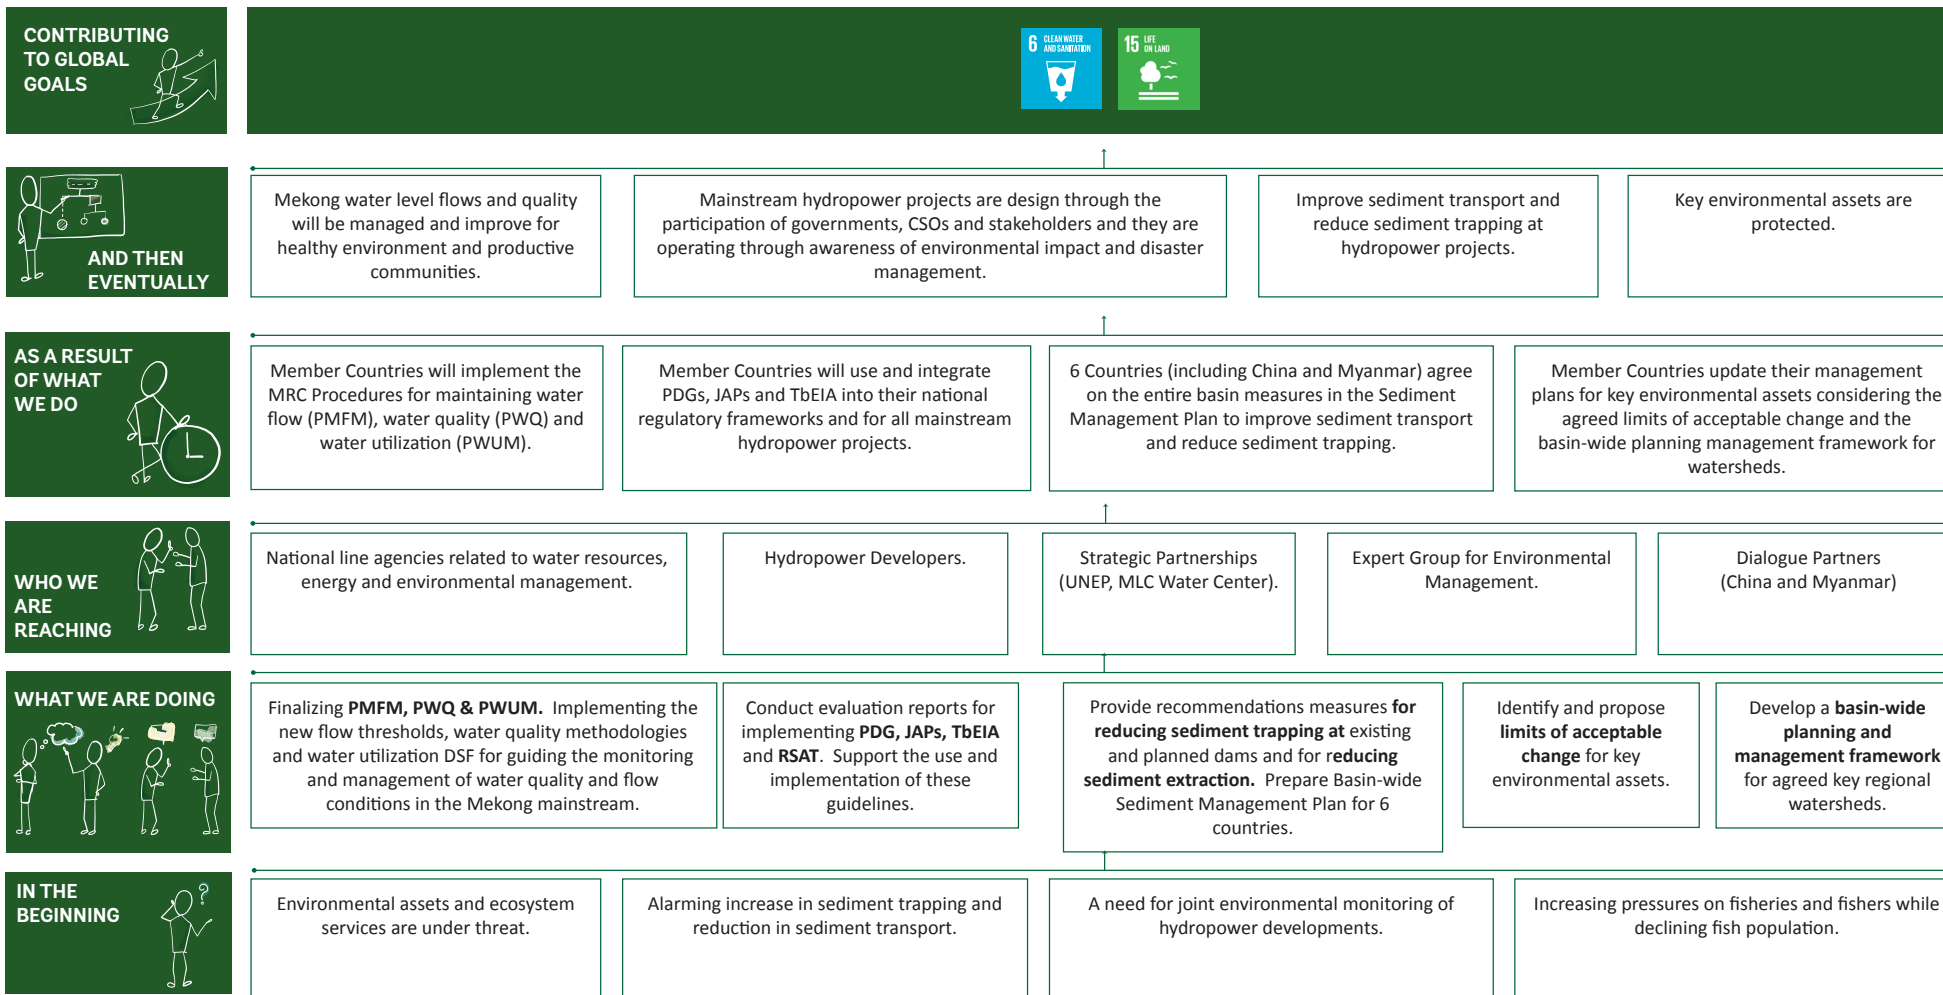 CONTRIBUTING
TO GLOBAL
GOALS
6 CLEAN WATER
AND SANITATION
15 LIFE
ON LAND
AND THEN
EVENTUALLY
Mekong water level flows and quality
will be managed and improve for
healthy environment and productive
communities.
Mainstream hydropower projects are design through the
participation of governments, CSOs and stakeholders and they are
operating through awareness of environmental impact and disaster
management.
Improve sediment transport and
reduce sediment trapping at
hydropower projects.
Key environmental assets are
protected.
AS A RESULT
OF WHAT
WE DO
Member Countries will implement the
MRC Procedures for maintaining water
flow (PMFM), water quality (PWQ) and
water utilization (PWUM).
Member Countries will use and integrate
PDGs, JAPs and TbEIA into their national
regulatory frameworks and for all mainstream
hydropower projects.
6 Countries (including China and Myanmar) agree
on the entire basin measures in the Sediment
Management Plan to improve sediment transport
and reduce sediment trapping.
Member Countries update their management
plans for key environmental assets considering the
agreed limits of acceptable change and the
basin-wide planning management framework for
watersheds.
WHO WE
ARE
REACHING
National line agencies related to water resources,
energy and environmental management.
Hydropower Developers.
Strategic Partnerships
(UNEP, MLC Water Center).
Expert Group for Environmental
Management.
Dialogue Partners
(China and Myanmar)
WHAT WE ARE DOING
Finalizing PMFM, PWQ & PWUM. Implementing the
new flow thresholds, water quality methodologies
and water utilization DSF for guiding the monitoring
and management of water quality and flow
conditions in the Mekong mainstream.
Conduct evaluation reports for
implementing PDG, JAPs, TbEIA
and RSAT. Support the use and
implementation of these
guidelines.
Provide recommendations measures for
reducing sediment trapping at existing
and planned dams and for reducing
sediment extraction. Prepare Basin-wide
Sediment Management Plan for 6
countries.
Identify and propose
limits of acceptable
change for key
environmental assets.
Develop a basin-wide
planning and
management framework
for agreed key regional
watersheds.
IN THE
BEGINNING
?
Environmental assets and ecosystem
services are under threat.
Alarming increase in sediment trapping and
reduction in sediment transport.
A need for joint environmental monitoring of
hydropower developments.
Increasing pressures on fisheries and fishers while
declining fish population.